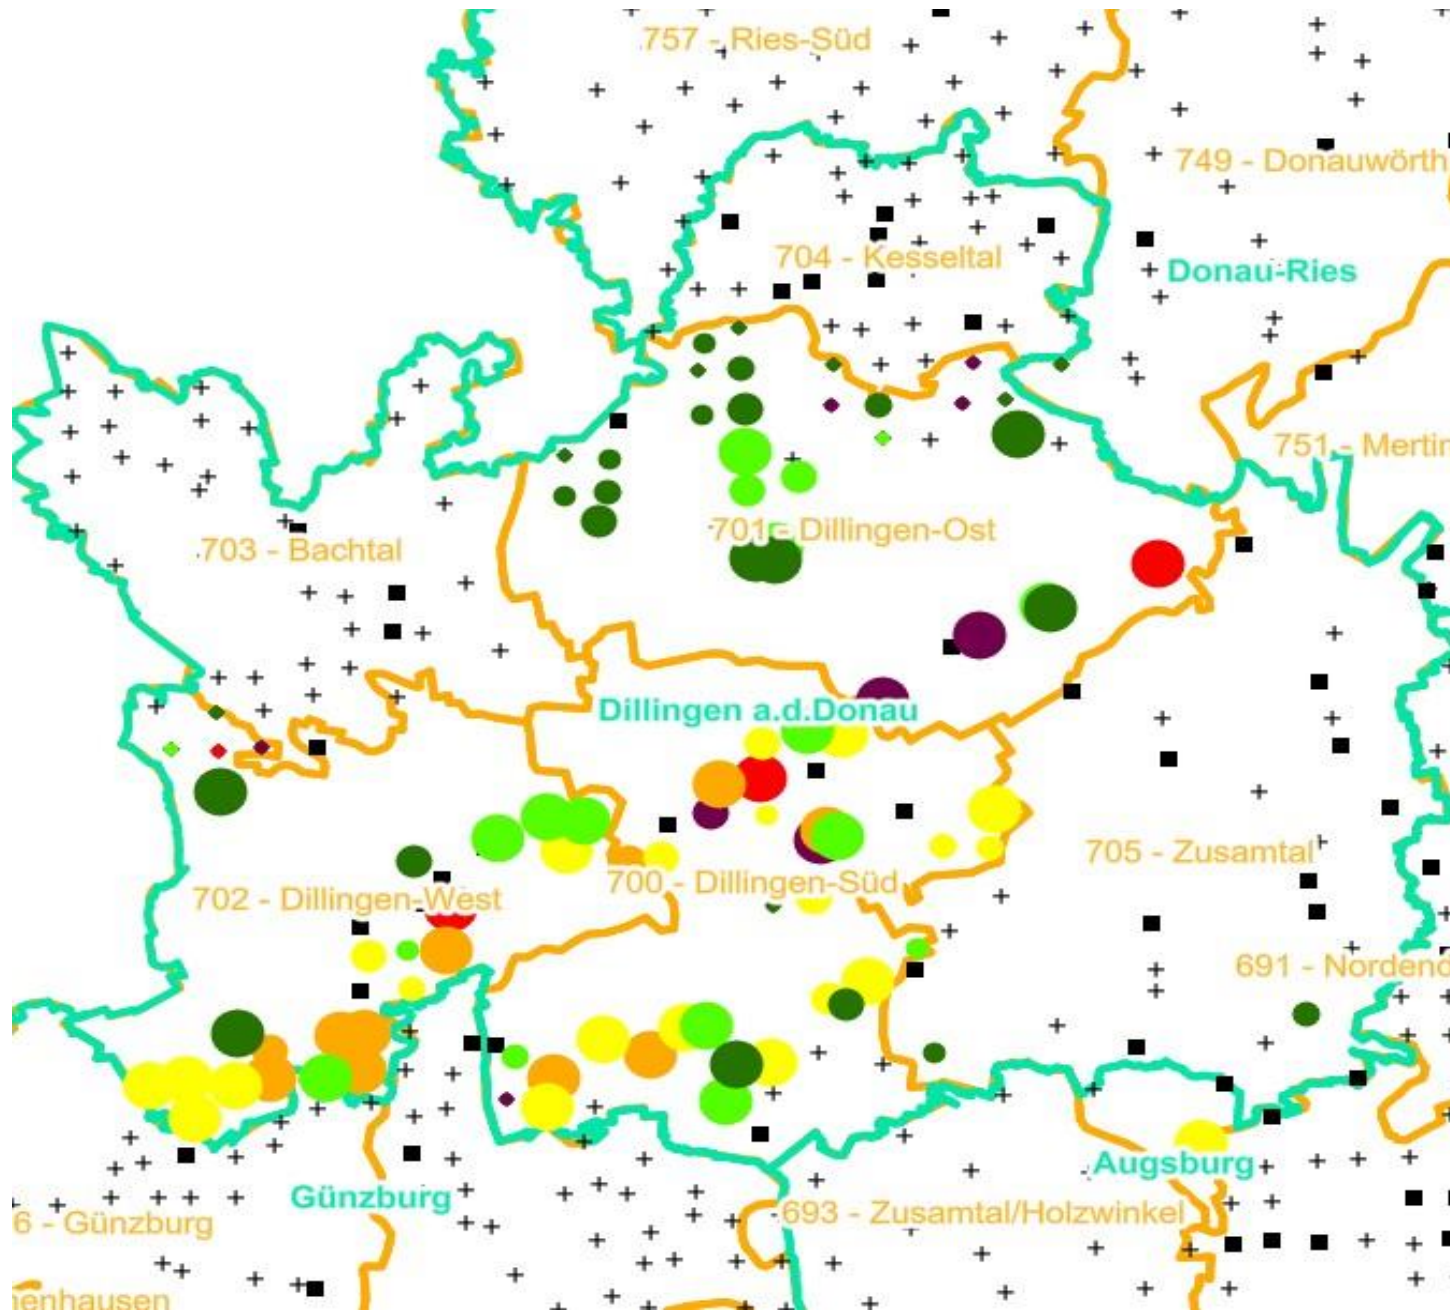 757 - Ries-Süd
749 - Donauwörth
704 - Kesseltal
Donau-Ries
751 - Mertin
701 - Dillingen-Ost
703 - Bachtal
Dillingen a.d.Donau
705 - Zusamtal
700 - Dillingen-Süd
702 - Dillingen-West
691 - Nordend
Augsburg
Günzburg
693 - Zusamtal/Holzwinkel
6 - Günzburg
enhausen